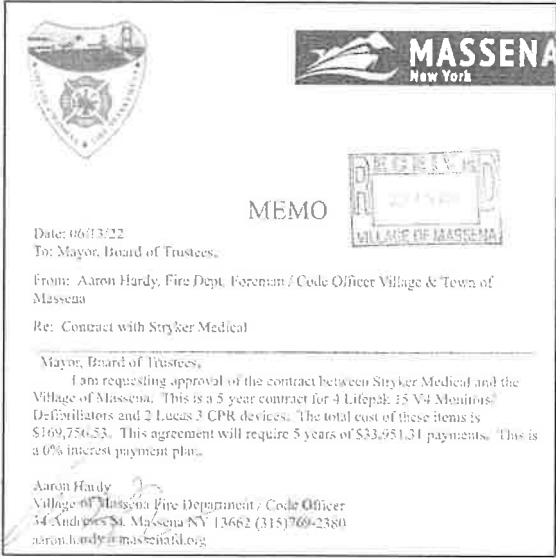 MASSENA
New York
RECEIVED
VILLAGE OF MASSENA
MEMO
Date: 06/13/22
To: Mayor, Board of Trustees,
From: Aaron Hardy, Fire Dept. Foreman / Code Officer Village & Town of
Massena
Re: Contract with Stryker Medical
Mayor, Board of Trustees,
I am requesting approval of the contract between Stryker Medical and the
Village of Massena. This is a 5 year contract for 4 Lifepak 15 V4 Monitors/
Defibrillators and 2 Lucas 3 CPR devices. The total cost of these items is
$169,756.53. This agreement will require 5 years of $33,951.31 payments. This is
a 0% interest payment plan.
Aaron Hardy
Village of Massena Fire Department / Code Officer
34 Andrews St. Massena NY 13662 (315)769-2380
aaron.hardy@massenafd.org